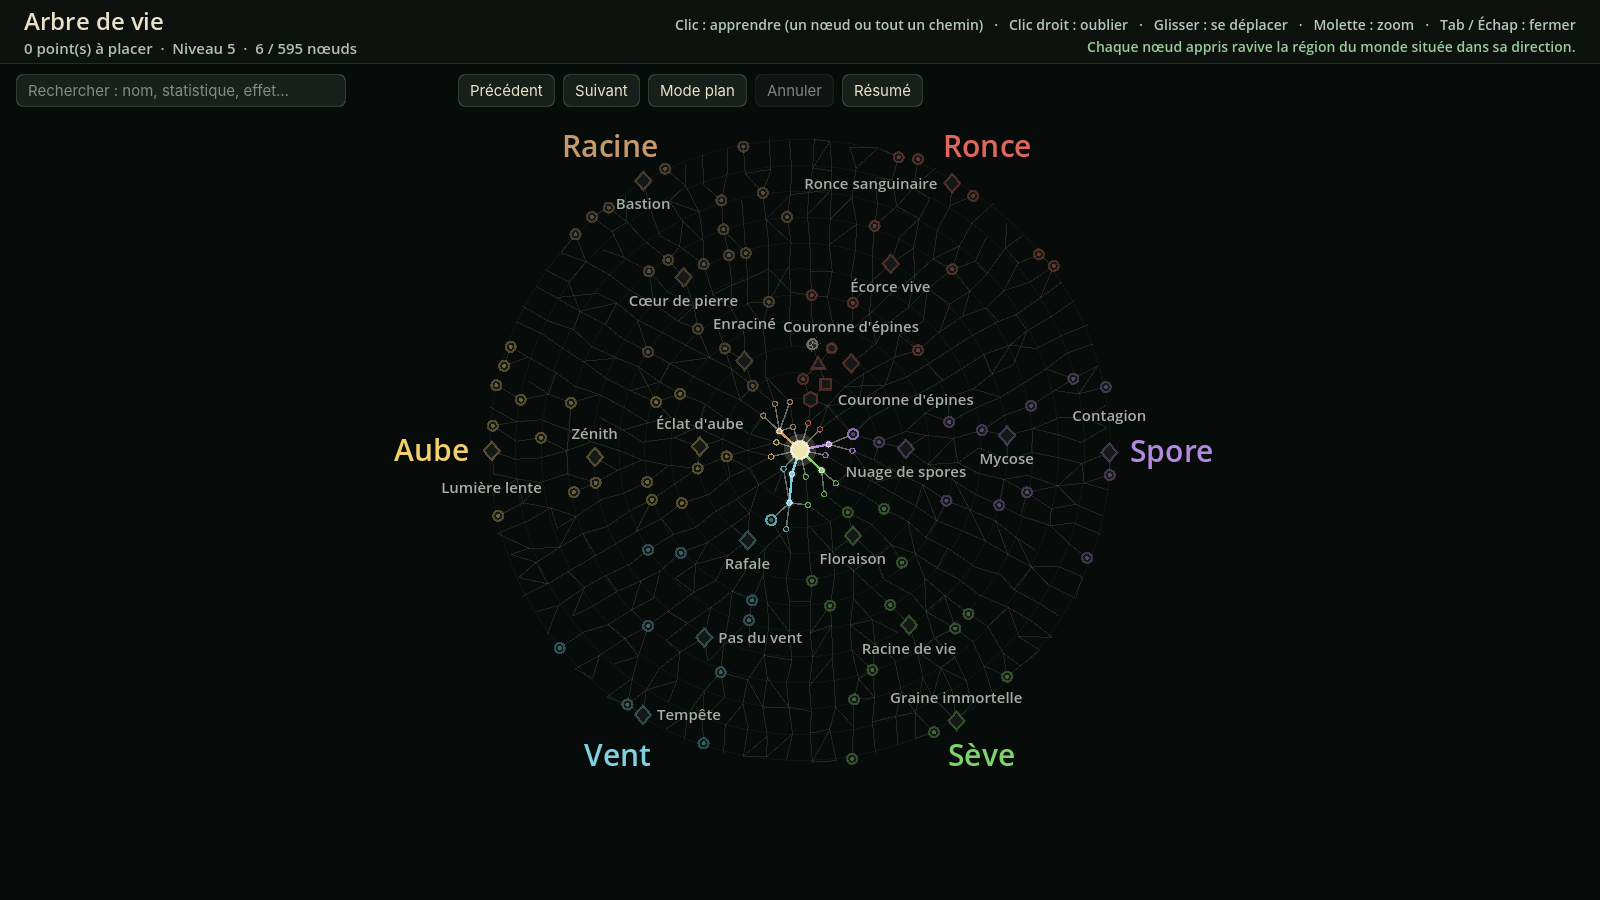 Arbre de vie
0 point(s) à placer · Niveau 5 · 6 / 595 nœuds
Clic : apprendre (un nœud ou tout un chemin) · Clic droit : oublier · Glisser : se déplacer · Molette : zoom · Tab / Échap : fermer
Chaque nœud appris ravive la région du monde située dans sa direction.
Rechercher : nom, statistique, effet...
Précédent
Suivant
Mode plan
Annuler
Résumé
Racine
Ronce
Ronce sanguinaire
Bastion
Écorce vive
Cœur de pierre
Enraciné
Couronne d'épines
Couronne d'épines
Contagion
Éclat d'aube
Zénith
Aube
Spore
Mycose
Nuage de spores
Lumière lente
Floraison
Rafale
Pas du vent
Racine de vie
Graine immortelle
Tempête
Vent
Sève